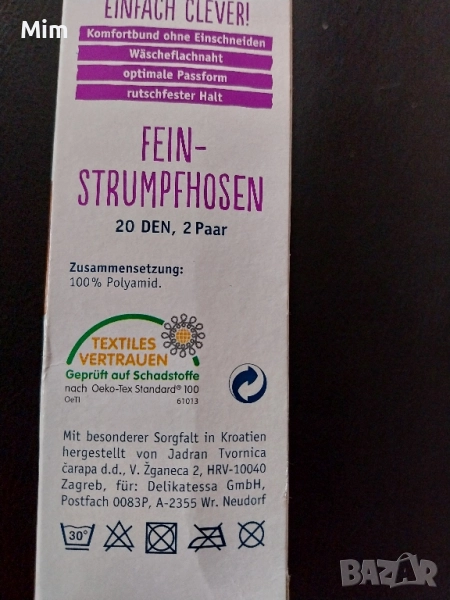 Mim
EINFACH CLEVER!
Komfortbund ohne Einschneiden
Wäscheflachnaht
optimale Passform
rutschfester Halt
FEIN-
STRUMPFHOSEN
20 DEN, 2 Paar
Zusammensetzung:
100% Polyamid.
TEXTILES
VERTRAUEN
Geprüft auf Schadstoffe
nach Oeko-Tex Standard® 100
OeTI 61013
Mit besonderer Sorgfalt in Kroatien
hergestellt von Jadran Tvornica
čarapa d.d., V. Žganeca 2, HRV-10040
Zagreb, für: Delikatessa GmbH,
Postfach 0083P, A-2355 Wr. Neudorf
30°
BAZAR